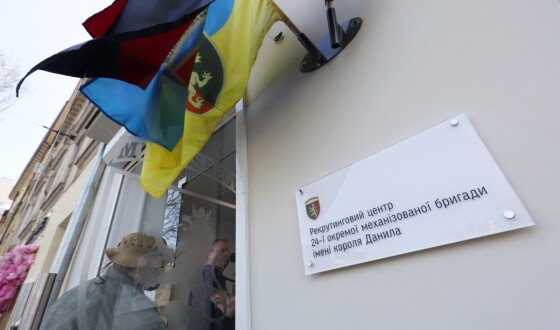 Рекрутинговий центр
24-ї окремої механізованої бригади
імені короля Данила